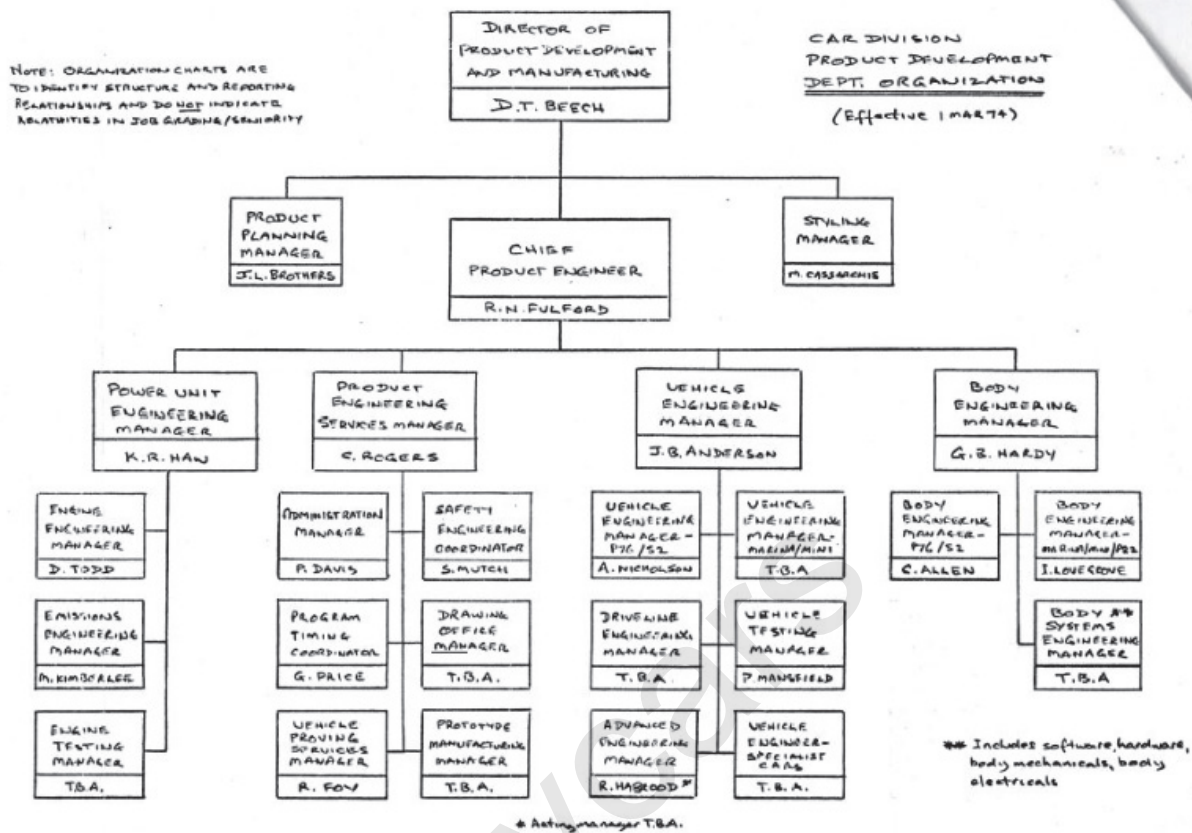 DIRECTOR OF
PRODUCT DEVELOPMENT
AND MANUFACTURING
D.T. BEECH
CAR DIVISION
PRODUCT DEVELOPMENT
DEPT. ORGANIZATION
(Effective 1 MAR 74)
NOTE: ORGANIZATION CHARTS ARE
TO IDENTIFY STRUCTURE AND REPORTING
RELATIONSHIPS AND DO NOT INDICATE
RELATIVITIES IN JOB GRADING/SENIORITY
PRODUCT
PLANNING
MANAGER
J.L. BROTHERS
CHIEF
PRODUCT ENGINEER
R.N. FULFORD
STYLING
MANAGER
M. CASSARCHIS
POWER UNIT
ENGINEERING
MANAGER
K.R. HAW
PRODUCT
ENGINEERING
SERVICES MANAGER
C. ROGERS
VEHICLE
ENGINEERING
MANAGER
J.B. ANDERSON
BODY
ENGINEERING
MANAGER
G.B. HARDY
ENGINE
ENGINEERING
MANAGER
D. TODD
ADMINISTRATION
MANAGER
P. DAVIS
SAFETY
ENGINEERING
COORDINATOR
S. MUTCH
VEHICLE
ENGINEERING
MANAGER-
P76/S2
A. NICHOLSON
VEHICLE
ENGINEERING
MANAGER-
MARINA/MINI
T.B.A
BODY
ENGINEERING
MANAGER-
P76/S2
C. ALLEN
BODY
ENGINEERING
MANAGER-
MARINA/MINI/P82
I. LOVEGROVE
EMISSIONS
ENGINEERING
MANAGER
M. KIMBERLEE
PROGRAM
TIMING
COORDINATOR
G. PRICE
DRAWING
OFFICE
MANAGER
T.B.A.
DRIVELINE
ENGINEERING
MANAGER
T.B.A.
VEHICLE
TESTING
MANAGER
P. MANSFIELD
BODY **
SYSTEMS
ENGINEERING
MANAGER
T.B.A
ENGINE
TESTING
MANAGER
T.B.A.
VEHICLE
PROVING
SERVICES
MANAGER
R. FOY
PROTOTYPE
MANUFACTURING
MANAGER
T.B.A.
ADVANCED
ENGINEERING
MANAGER
R. HABGOOD *
VEHICLE
ENGINEER-
SPECIALIST
CARS
T.B.A.
** Includes software, hardware,
body mechanicals, body
electricals
* Acting manager T.B.A.